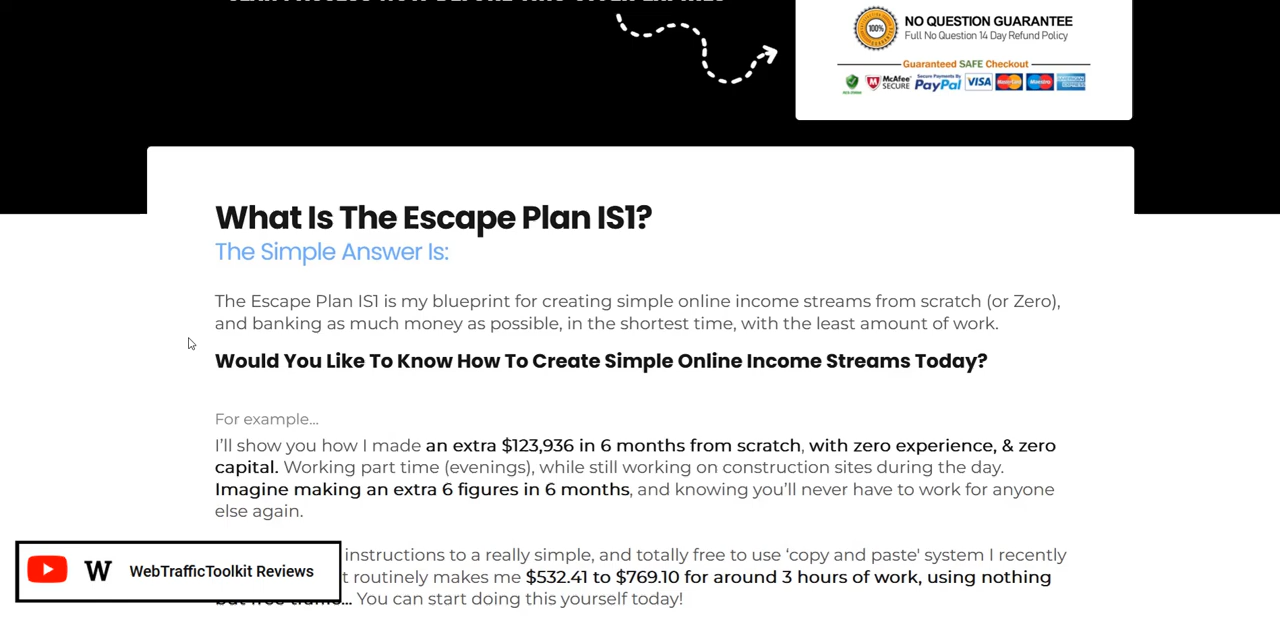 NO QUESTION GUARANTEE
Full No Question 14 Day Refund Policy
Guaranteed SAFE Checkout
McAfee SECURE
Secure Payments By PayPal
VISA
MasterCard
Maestro
What Is The Escape Plan IS1?
The Simple Answer Is:
The Escape Plan IS1 is my blueprint for creating simple online income streams from scratch (or Zero),
and banking as much money as possible, in the shortest time, with the least amount of work.
Would You Like To Know How To Create Simple Online Income Streams Today?
For example...
I'll show you how I made an extra $123,936 in 6 months from scratch, with zero experience, & zero
capital. Working part time (evenings), while still working on construction sites during the day.
Imagine making an extra 6 figures in 6 months, and knowing you'll never have to work for anyone
else again.
instructions to a really simple, and totally free to use 'copy and paste' system I recently
t routinely makes me $532.41 to $769.10 for around 3 hours of work, using nothing
You can start doing this yourself today!
W WebTrafficToolkit Reviews